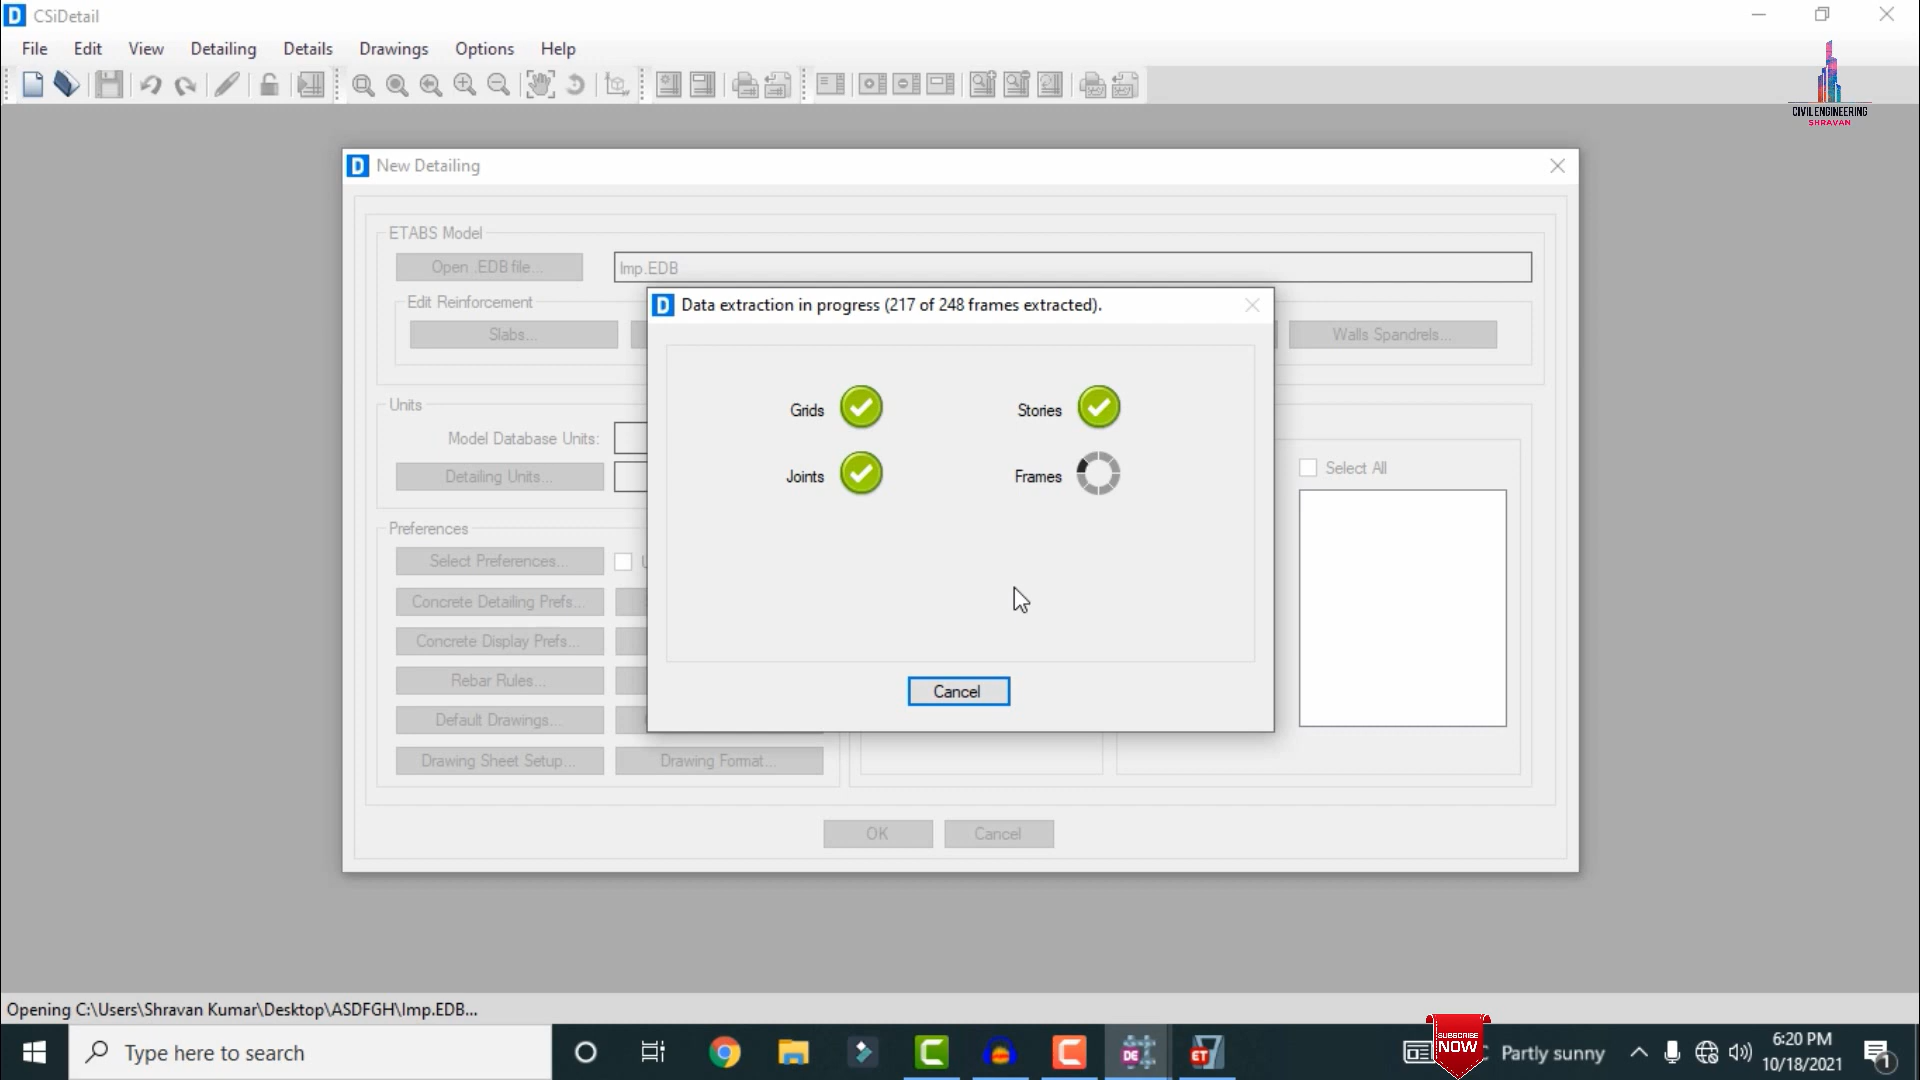 CSiDetail
File Edit View Detailing Details Drawings Options Help
CIVIL ENGINEERING
SHRAVAN
New Detailing
ETABS Model
Open .EDB file... Imp.EDB
Edit Reinforcement
Data extraction in progress (217 of 248 frames extracted).
Slabs... Walls Spandrels...
Grids Stories
Joints Frames
Cancel
Units
Model Database Units:
Detailing Units...
Select All
Preferences
Select Preferences...
Concrete Detailing Prefs...
Concrete Display Prefs...
Rebar Rules...
Default Drawings...
Drawing Sheet Setup... Drawing Format...
OK Cancel
Opening C:\Users\Shravan Kumar\Desktop\ASDFGH\Imp.EDB...
Type here to search
DE
ET
SUBSCRIBE
NOW
Partly sunny
6:20 PM
10/18/2021
1